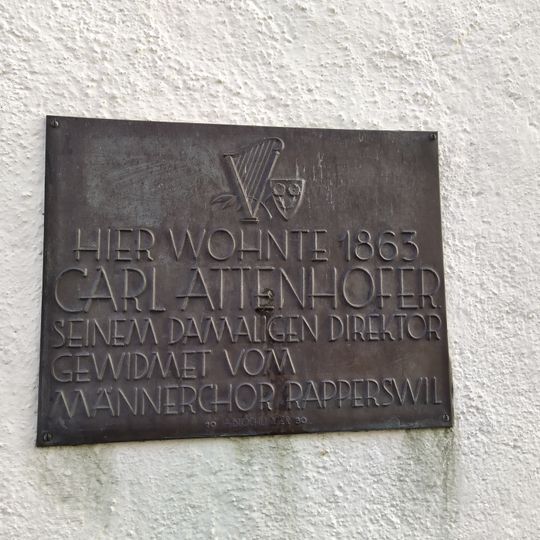 HIER WOHNTE 1863
CARL ATTENHOFER
SEINEM DAMALIGEN DIREKTOR
GEWIDMET VOM
MÄNNERCHOR RAPPERSWIL